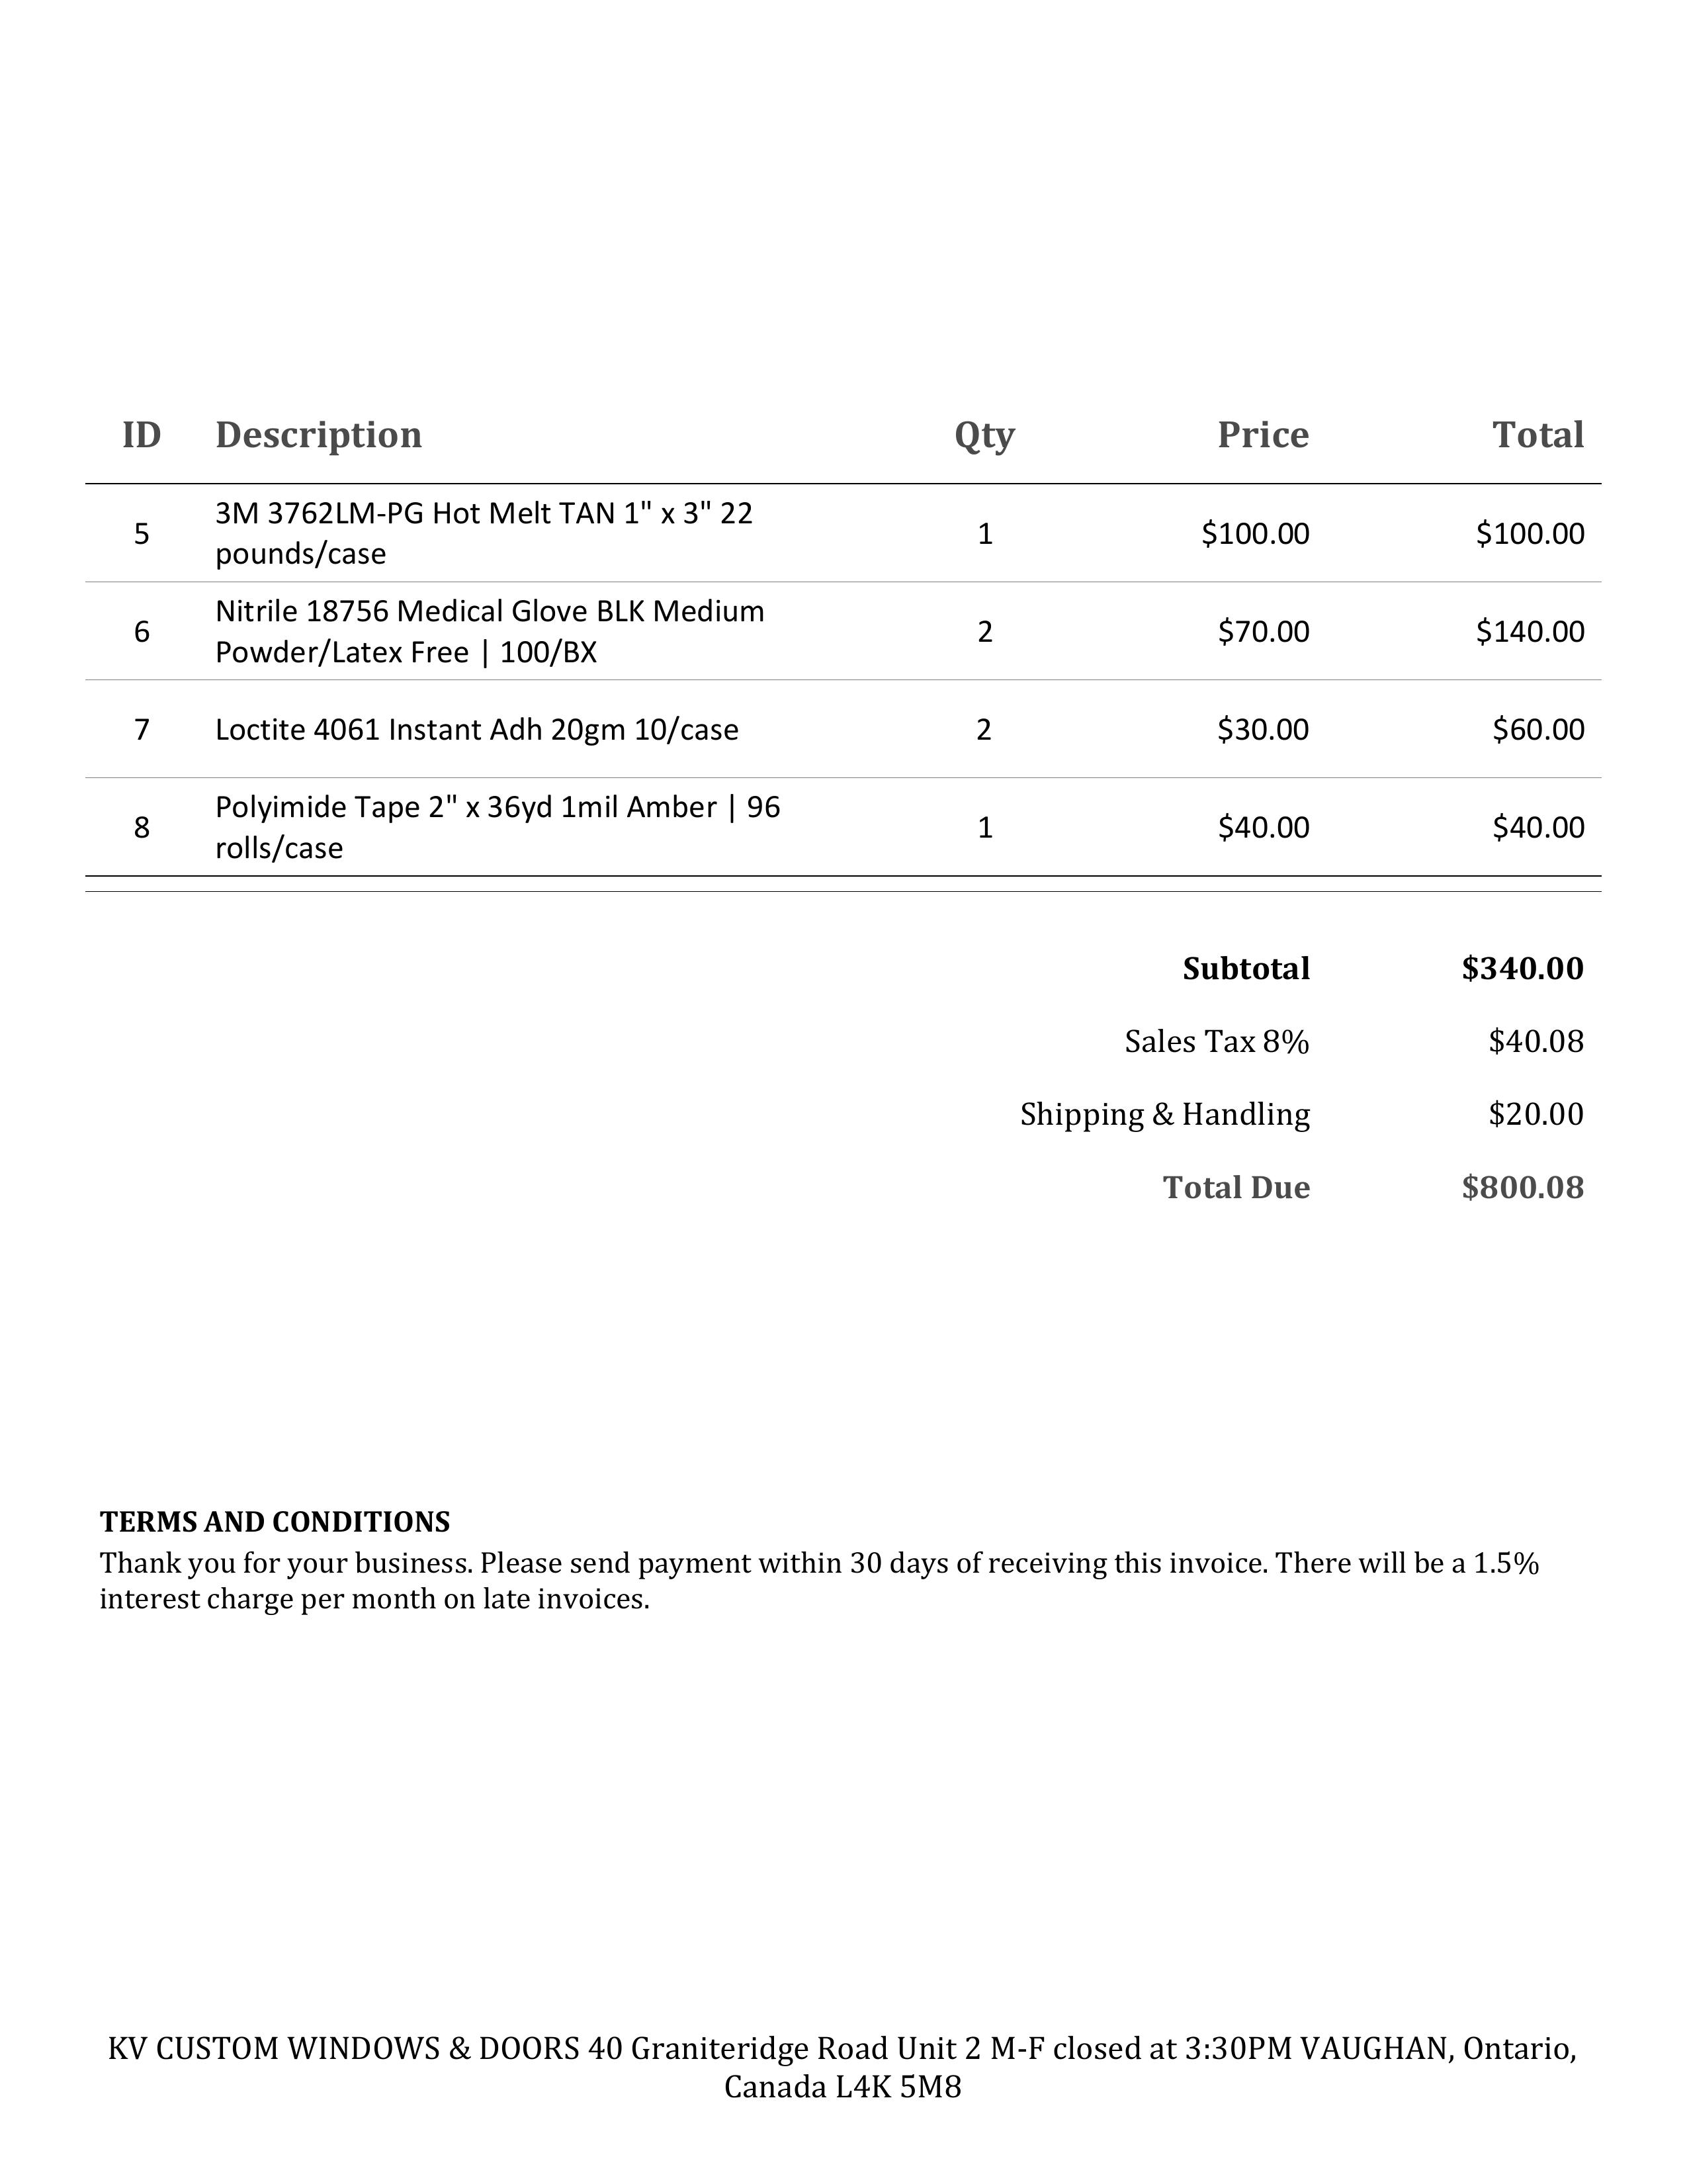 ID Description Qty Price Total
5 3M 3762LM-PG Hot Melt TAN 1" x 3" 22 1 $100.00 $100.00
pounds/case
6 Nitrile 18756 Medical Glove BLK Medium 2 $70.00 $140.00
Powder/Latex Free | 100/BX
7 Loctite 4061 Instant Adh 20gm 10/case 2 $30.00 $60.00
8 Polyimide Tape 2" x 36yd 1mil Amber | 96 1 $40.00 $40.00
rolls/case
Subtotal $340.00
Sales Tax 8% $40.08
Shipping & Handling $20.00
Total Due $800.08
TERMS AND CONDITIONS
Thank you for your business. Please send payment within 30 days of receiving this invoice. There will be a 1.5%
interest charge per month on late invoices.
KV CUSTOM WINDOWS & DOORS 40 Graniteridge Road Unit 2 M-F closed at 3:30PM VAUGHAN, Ontario,
Canada L4K 5M8